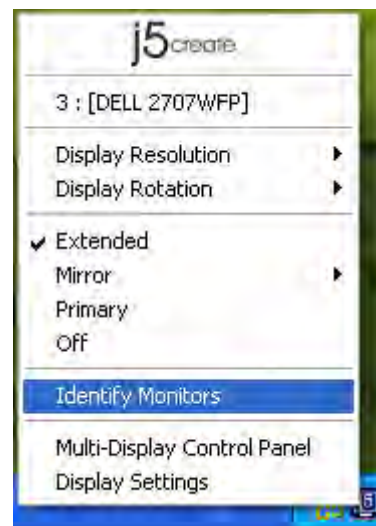 j5create
3 : [DELL 2707WFP]
Display Resolution
Display Rotation
Extended
Mirror
Primary
Off
Identify Monitors
Multi-Display Control Panel
Display Settings